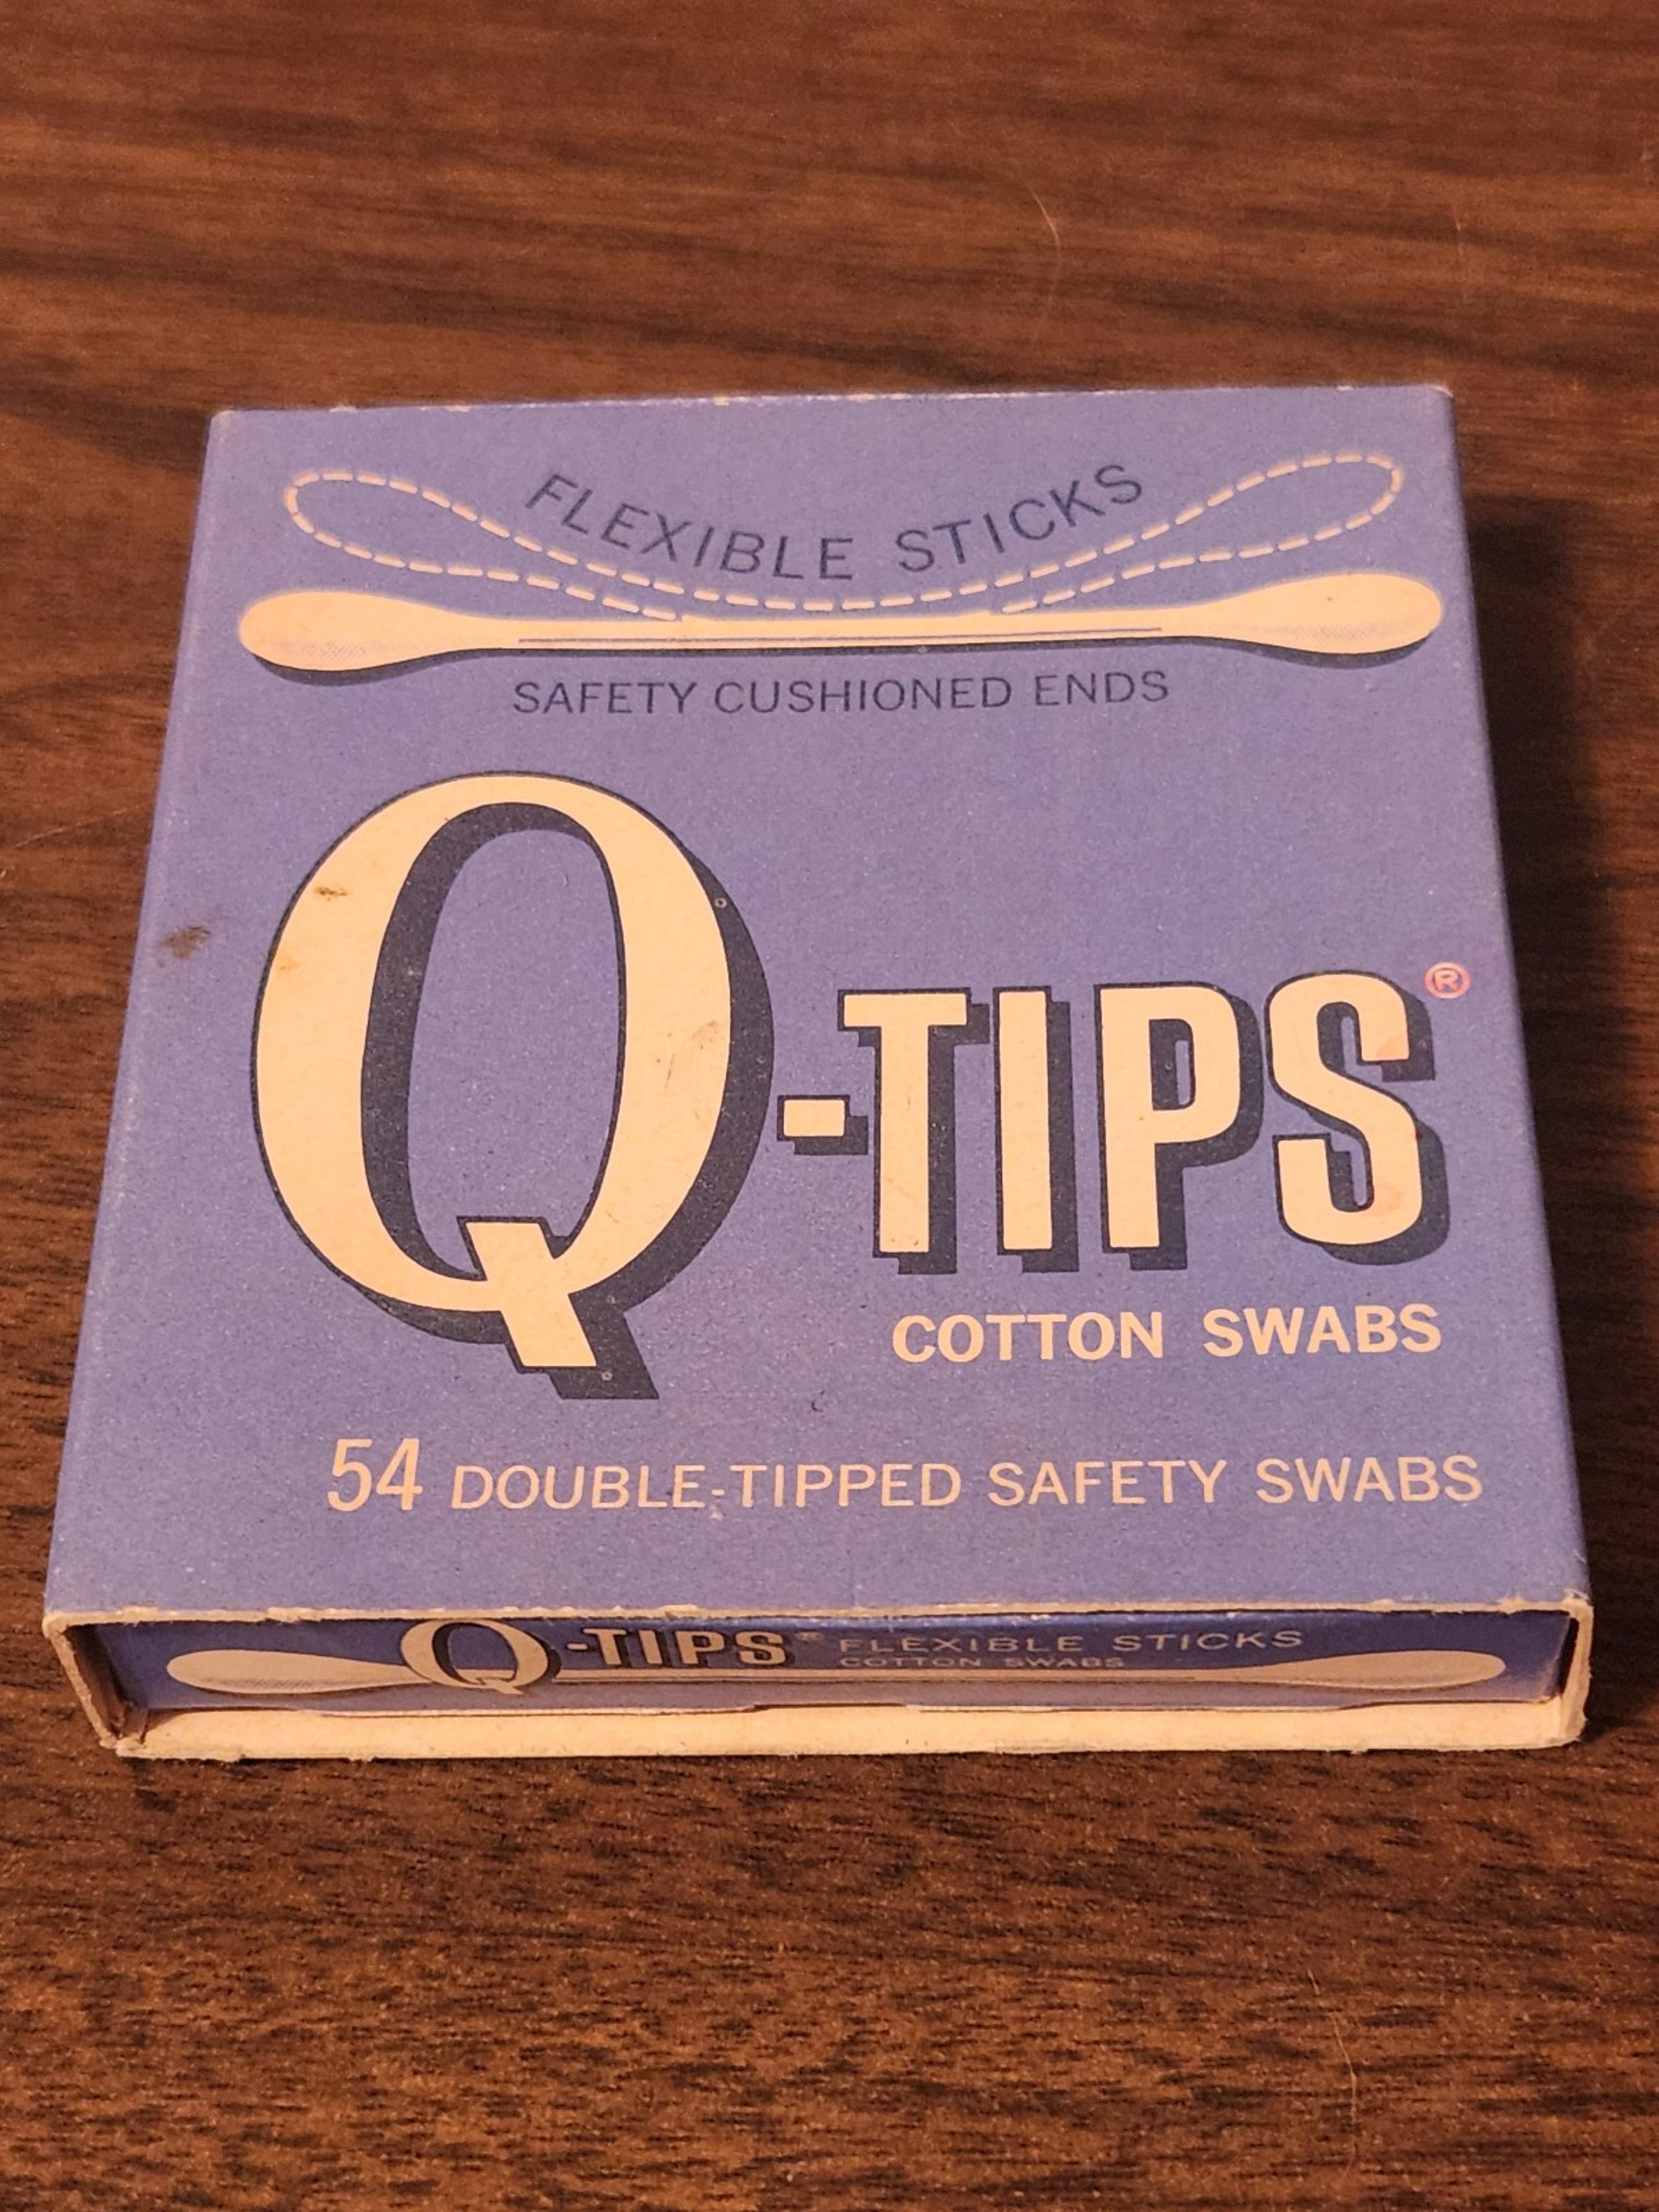 FLEXIBLE STICKS
SAFETY CUSHIONED ENDS
Q-TIPS®
COTTON SWABS
54 DOUBLE-TIPPED SAFETY SWABS
Q-TIPS® FLEXIBLE STICKS
COTTON SWABS